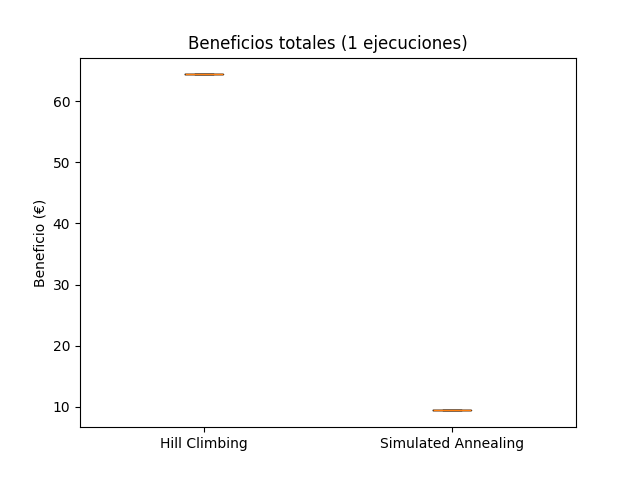 Beneficios totales (1 ejecuciones)
Beneficio (€)
60
50
40
30
20
10
Hill Climbing
Simulated Annealing